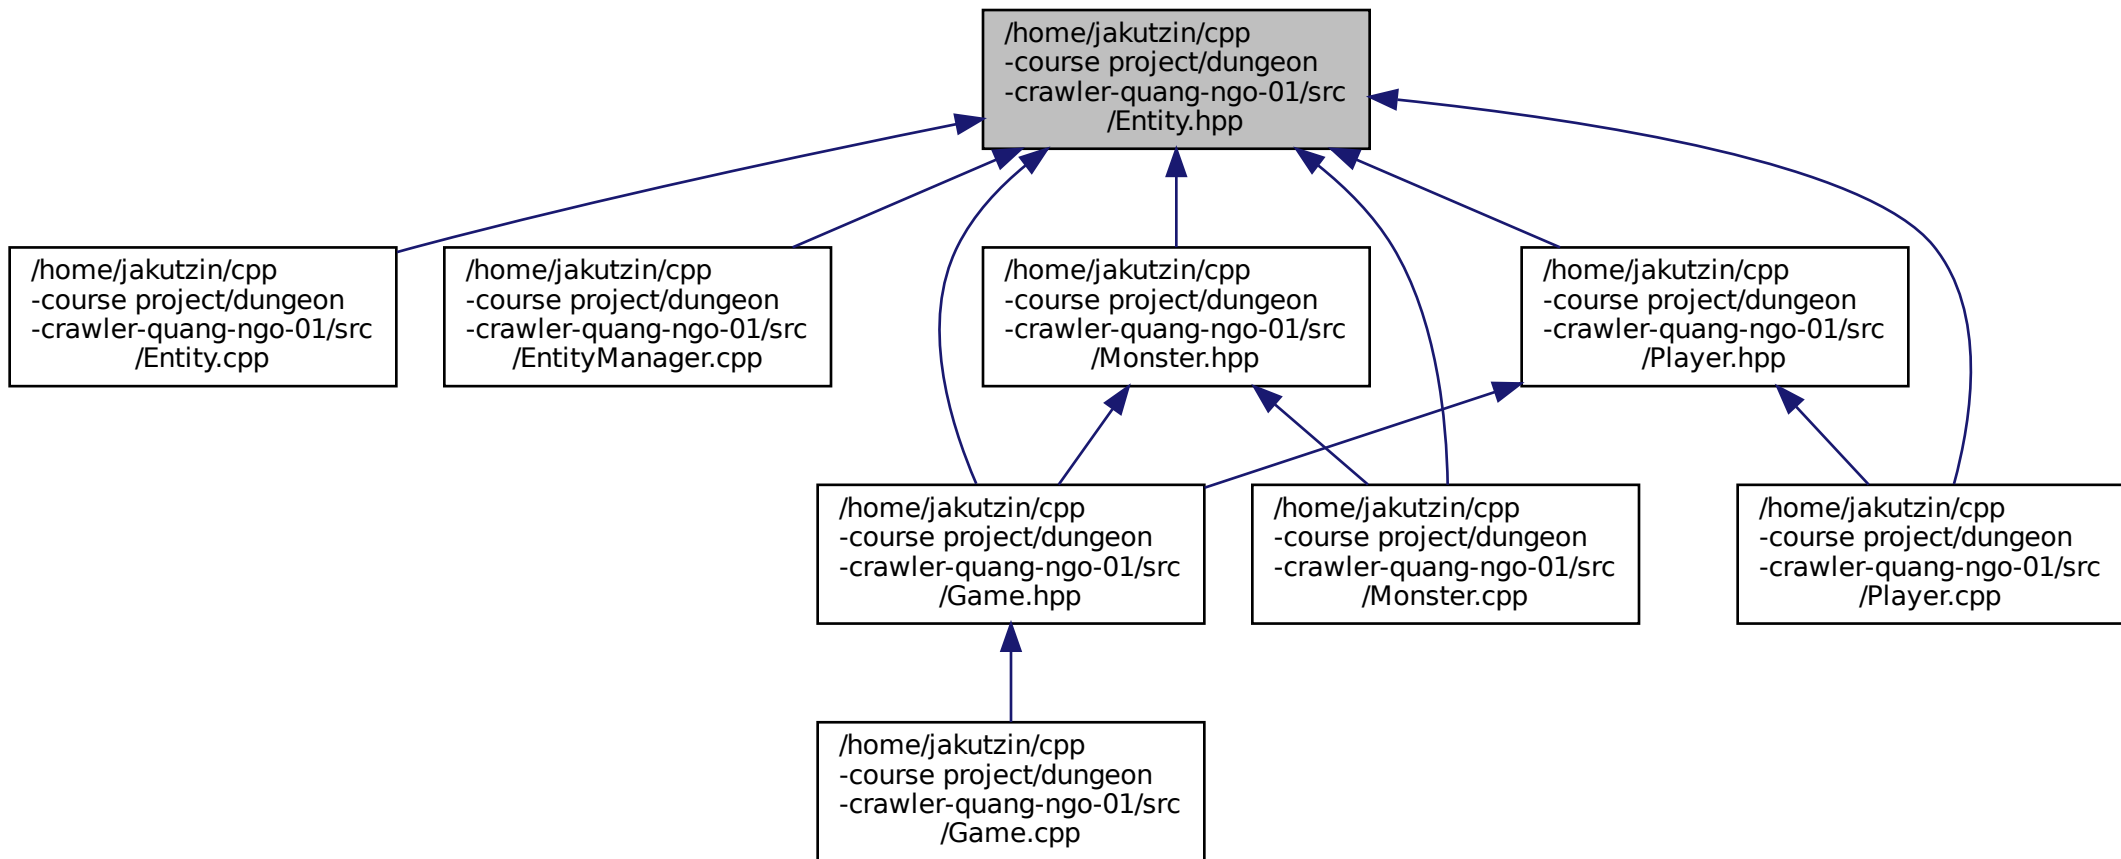 /home/jakutzin/cpp
-course project/dungeon
-crawler-quang-ngo-01/src
/Entity.hpp
/home/jakutzin/cpp
-course project/dungeon
-crawler-quang-ngo-01/src
/Entity.cpp
/home/jakutzin/cpp
-course project/dungeon
-crawler-quang-ngo-01/src
/EntityManager.cpp
/home/jakutzin/cpp
-course project/dungeon
-crawler-quang-ngo-01/src
/Monster.hpp
/home/jakutzin/cpp
-course project/dungeon
-crawler-quang-ngo-01/src
/Player.hpp
/home/jakutzin/cpp
-course project/dungeon
-crawler-quang-ngo-01/src
/Game.hpp
/home/jakutzin/cpp
-course project/dungeon
-crawler-quang-ngo-01/src
/Monster.cpp
/home/jakutzin/cpp
-course project/dungeon
-crawler-quang-ngo-01/src
/Player.cpp
/home/jakutzin/cpp
-course project/dungeon
-crawler-quang-ngo-01/src
/Game.cpp